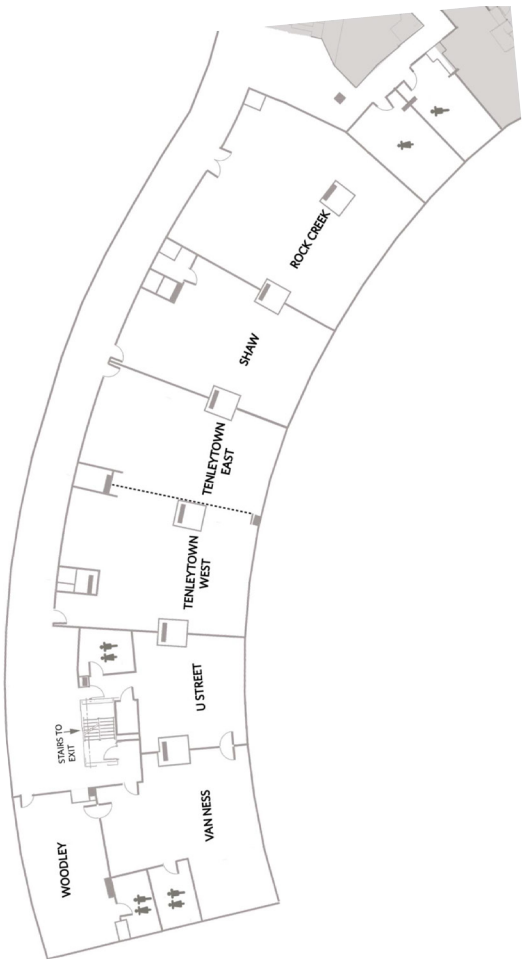 ROCK CREEK
SHAW
TENLEYTOWN
EAST
TENLEYTOWN
WEST
U STREET
STAIRS TO
EXIT
VAN NESS
WOODLEY